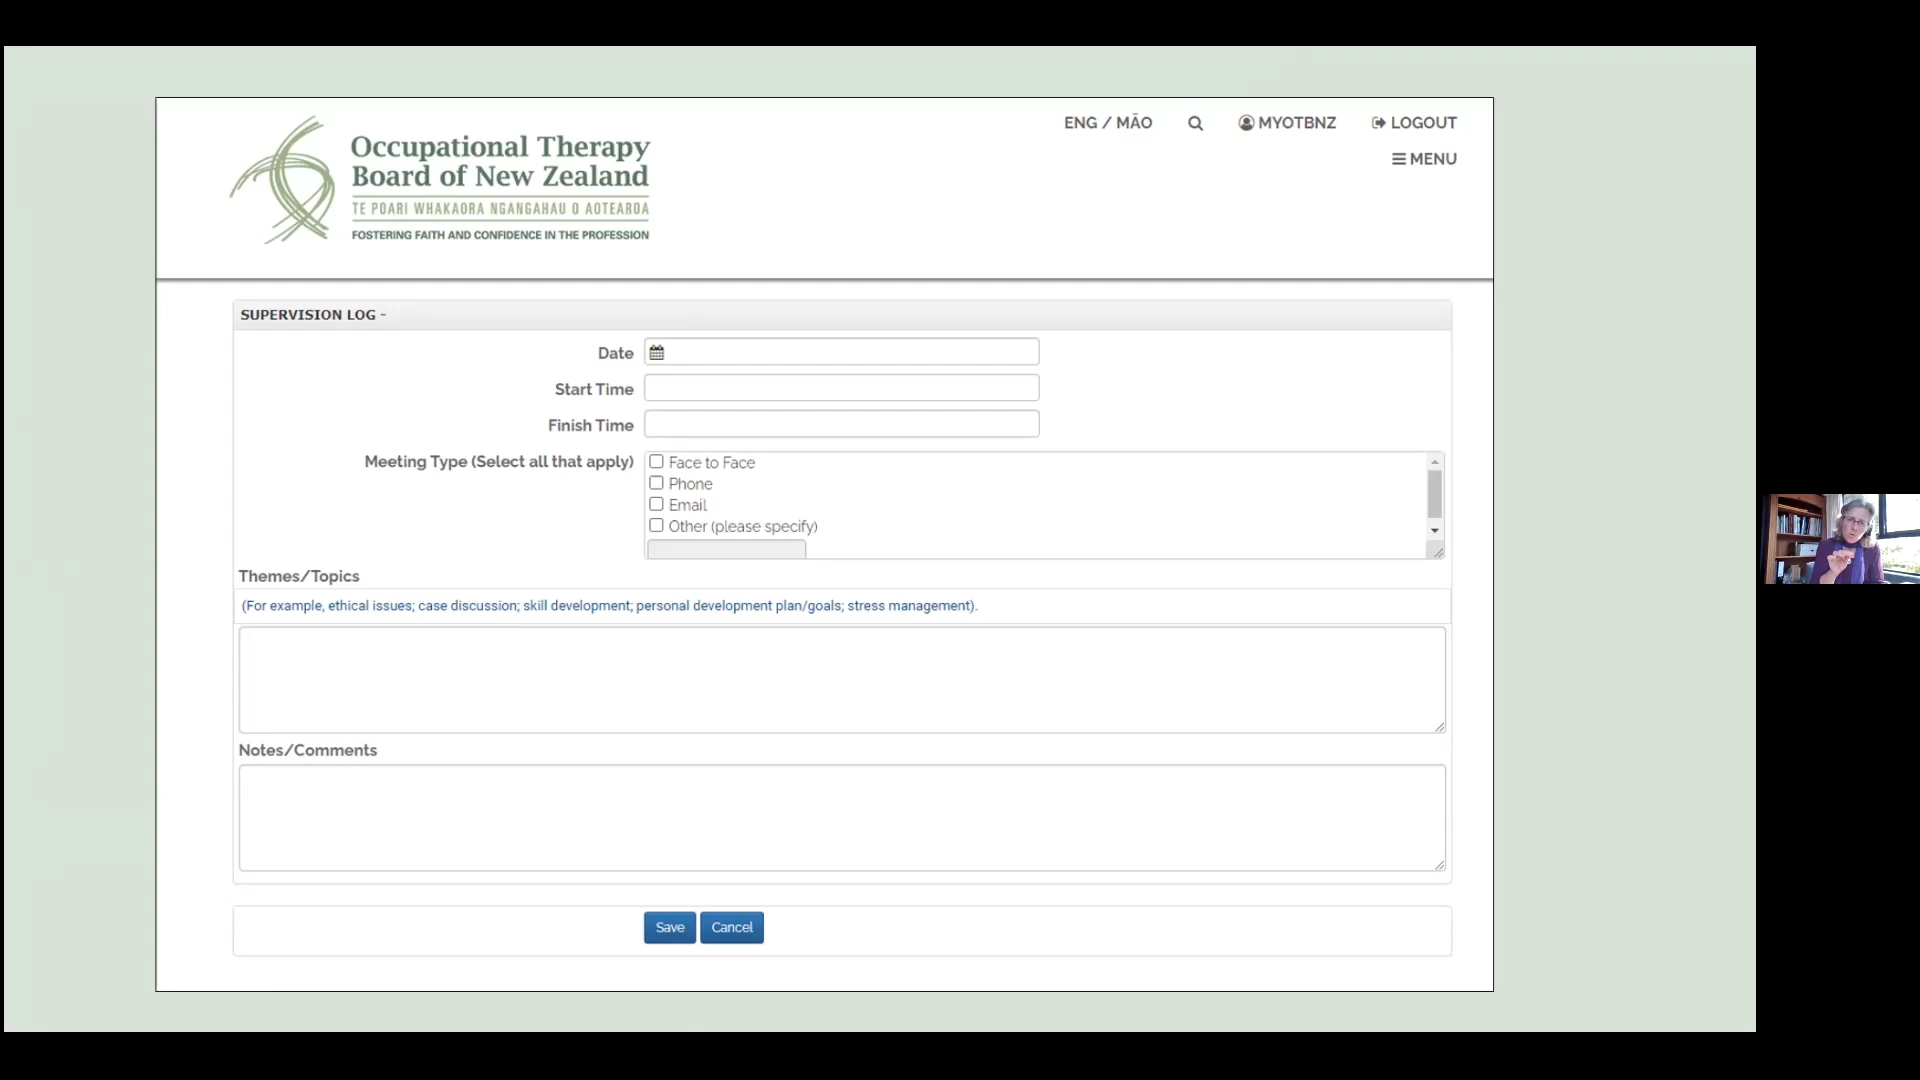 Occupational Therapy
Board of New Zealand
TE POARI WHAKAORA NGANGAHAU O AOTEAROA
FOSTERING FAITH AND CONFIDENCE IN THE PROFESSION
ENG / MĀO
MYOTBNZ
LOGOUT
MENU
SUPERVISION LOG -
Date
Start Time
Finish Time
Meeting Type (Select all that apply)
Face to Face
Phone
Email
Other (please specify)
Themes/Topics
(For example, ethical issues; case discussion; skill development; personal development plan/goals; stress management).
Notes/Comments
Save
Cancel